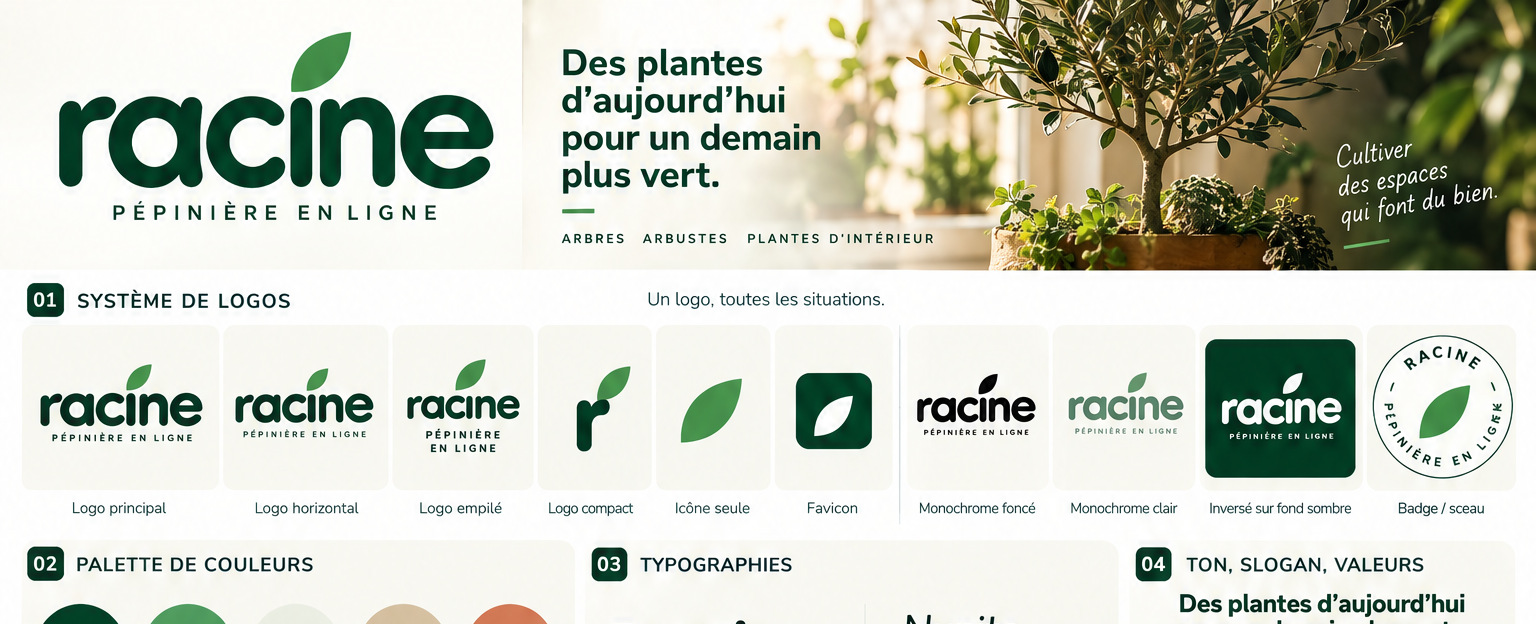 racine
PÉPINIÈRE EN LIGNE
Des plantes
d'aujourd'hui
pour un demain
plus vert.
ARBRES ARBUSTES PLANTES D'INTÉRIEUR
Cultiver
des espaces
qui font du bien.
01 SYSTÈME DE LOGOS
Un logo, toutes les situations.
racine
PÉPINIÈRE EN LIGNE
Logo principal
racine
PÉPINIÈRE EN LIGNE
Logo horizontal
racine
PÉPINIÈRE
EN LIGNE
Logo empilé
r
Logo compact
Icône seule
Favicon
racine
PÉPINIÈRE EN LIGNE
Monochrome foncé
racine
PÉPINIÈRE EN LIGNE
Monochrome clair
racine
PÉPINIÈRE EN LIGNE
Inversé sur fond sombre
RACINE
PÉPINIÈRE EN
Badge / sceau
02 PALETTE DE COULEURS
03 TYPOGRAPHIES
04 TON, SLOGAN, VALEURS
Des plantes d'aujourd'hui